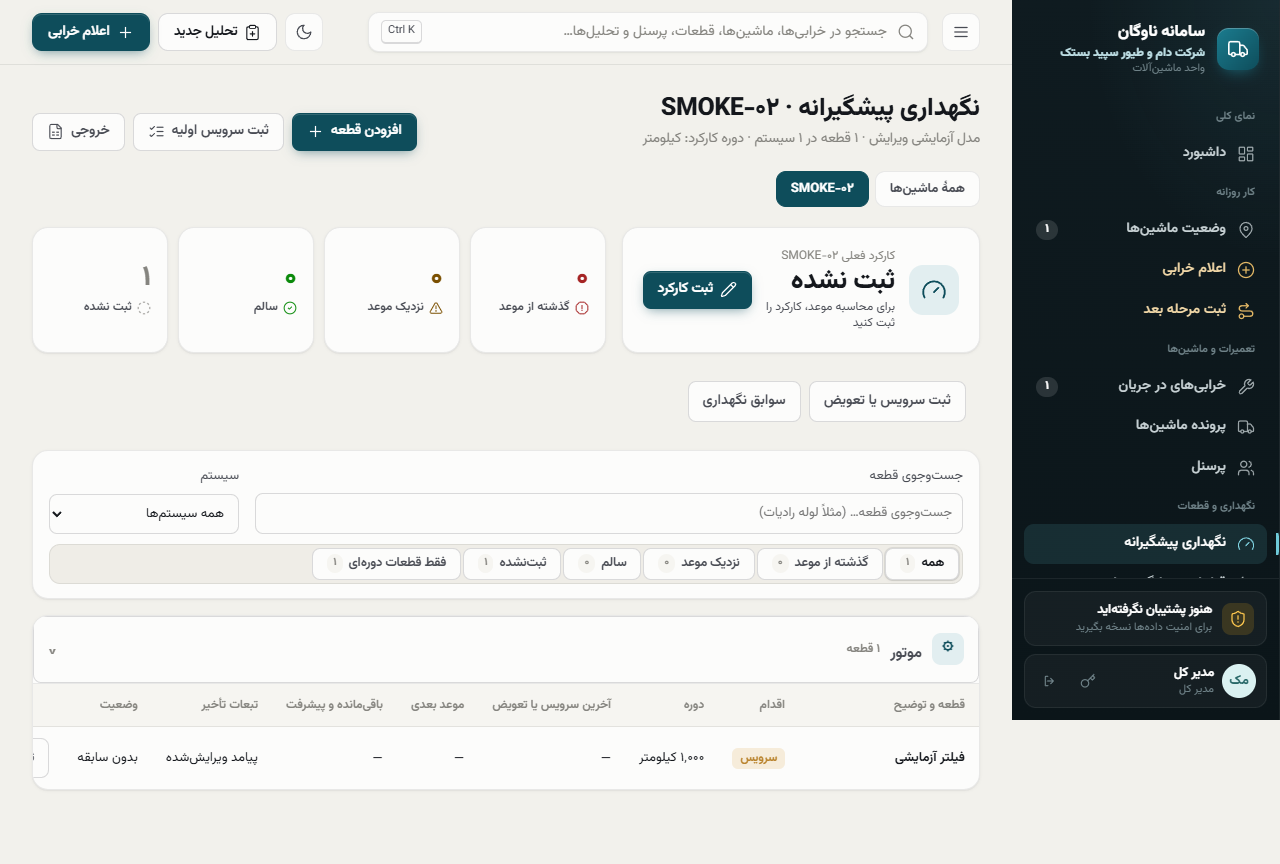 سامانه ناوگان
شرکت دام و طیور سپید بستک
واحد ماشین‌آلات
نمای کلی
داشبورد
کار روزانه
وضعیت ماشین‌ها ۱
اعلام خرابی
ثبت مرحله بعد
تعمیرات و ماشین‌ها
خرابی‌های در جریان ۱
پرونده ماشین‌ها
پرسنل
نگهداری و قطعات
نگهداری پیشگیرانه
هنوز پشتیبان نگرفته‌اید
برای امنیت داده‌ها نسخه بگیرید
مک
مدیر کل
مدیر کل
جستجو در خرابی‌ها، ماشین‌ها، قطعات، پرسنل و تحلیل‌ها... Ctrl K
تحلیل جدید
اعلام خرابی
نگهداری پیشگیرانه · SMOKE-۰۲
مدل آزمایشی ویرایش · ۱ قطعه در ۱ سیستم · دوره کارکرد: کیلومتر
افزودن قطعه
ثبت سرویس اولیه
خروجی
همهٔ ماشین‌ها
SMOKE-۰۲
کارکرد فعلی SMOKE-۰۲
ثبت نشده
برای محاسبه موعد، کارکرد را
ثبت کنید
ثبت کارکرد
۰
گذشته از موعد
۰
نزدیک موعد
۰
سالم
۱
ثبت نشده
ثبت سرویس یا تعویض
سوابق نگهداری
جست‌وجوی قطعه
جست‌وجوی قطعه... (مثلاً لوله رادیات)
سیستم
همه سیستم‌ها
همه ۱
گذشته از موعد ۰
نزدیک موعد ۰
سالم ۰
ثبت‌نشده ۱
فقط قطعات دوره‌ای ۱
موتور ۱ قطعه
قطعه و توضیح اقدام دوره آخرین سرویس یا تعویض موعد بعدی باقی‌مانده و پیشرفت تبعات تأخیر وضعیت
فیلتر آزمایشی سرویس ۱٬۰۰۰ کیلومتر — — — پیامد ویرایش‌شده بدون سابقه